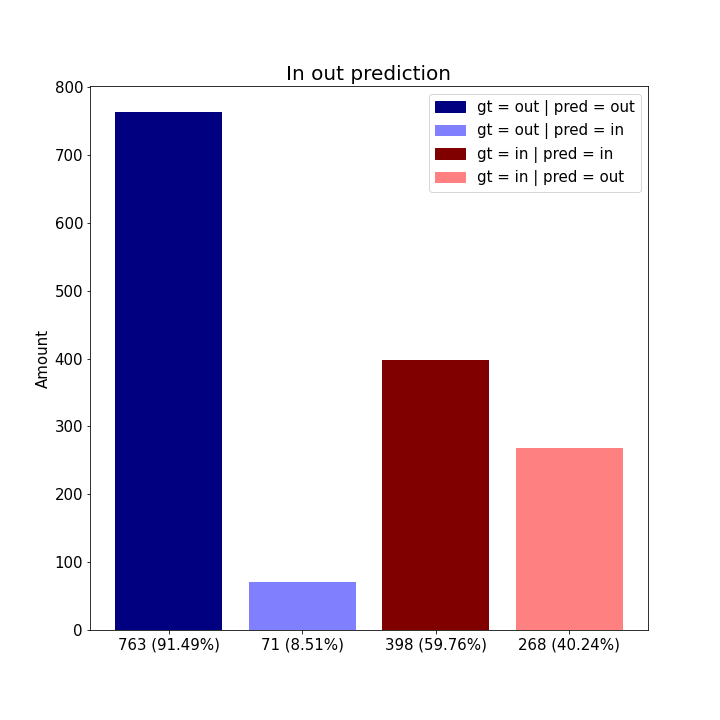 In out prediction
800
700
600
500
400
300
200
100
0
Amount
gt = out | pred = out
gt = out | pred = in
gt = in | pred = in
gt = in | pred = out
763 (91.49%)
71 (8.51%)
398 (59.76%)
268 (40.24%)